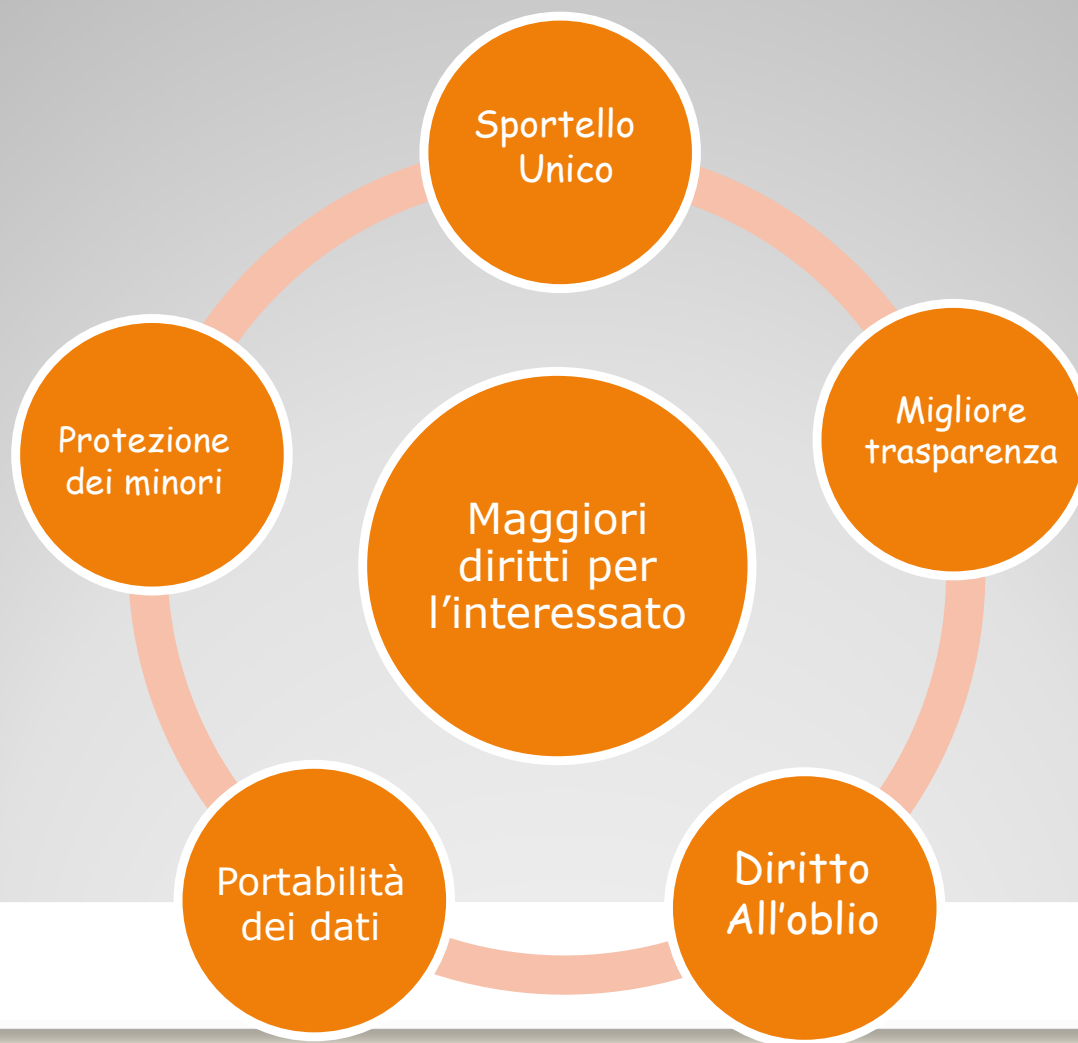 Sportello
Unico
Migliore
trasparenza
Diritto
All'oblio
Portabilità
dei dati
Protezione
dei minori
Maggiori
diritti per
l'interessato